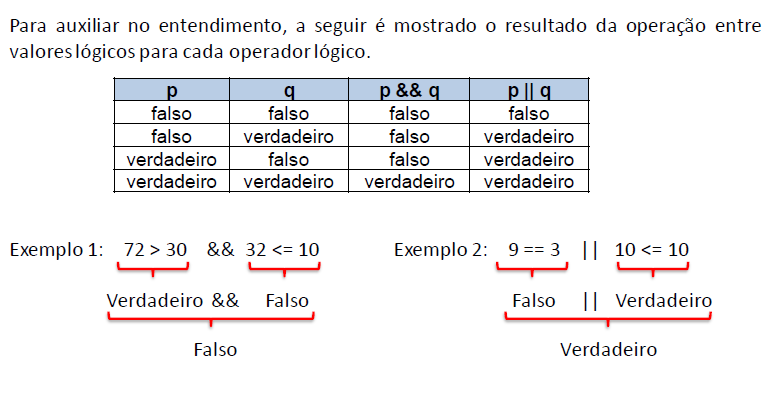 Para auxiliar no entendimento, a seguir é mostrado o resultado da operação entre
valores lógicos para cada operador lógico.
p q p && q p || q
falso falso falso falso
falso verdadeiro falso verdadeiro
verdadeiro falso falso verdadeiro
verdadeiro verdadeiro verdadeiro verdadeiro
Exemplo 1: 72 > 30 && 32 <= 10 Exemplo 2: 9 == 3 || 10 <= 10
Verdadeiro && Falso Falso || Verdadeiro
Falso Verdadeiro